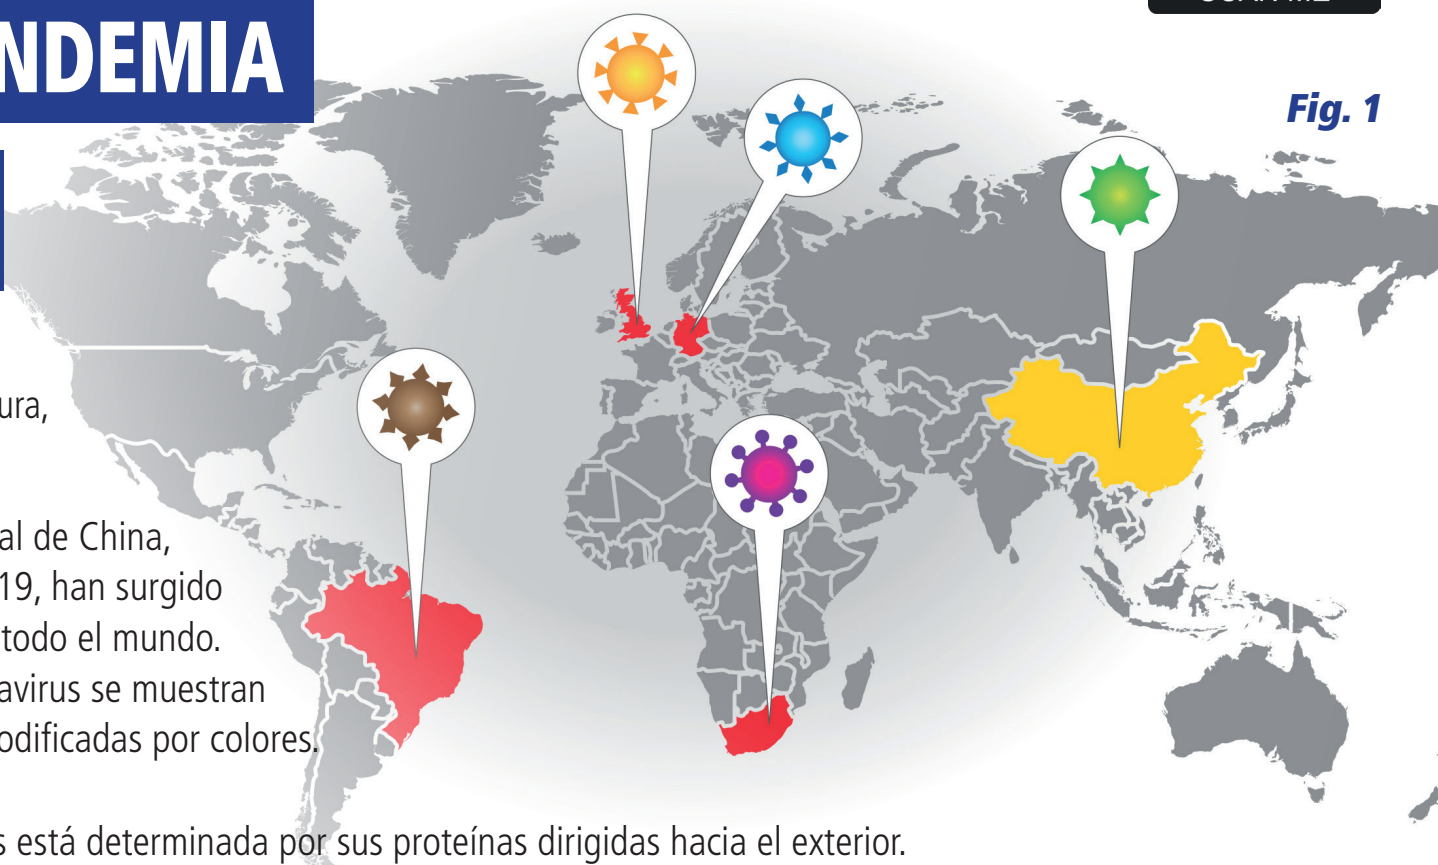 NDEMIA
Fig. 1
ura,
al de China,
19, han surgido
todo el mundo.
avirus se muestran
odificadas por colores.
s está determinada por sus proteínas dirigidas hacia el exterior.